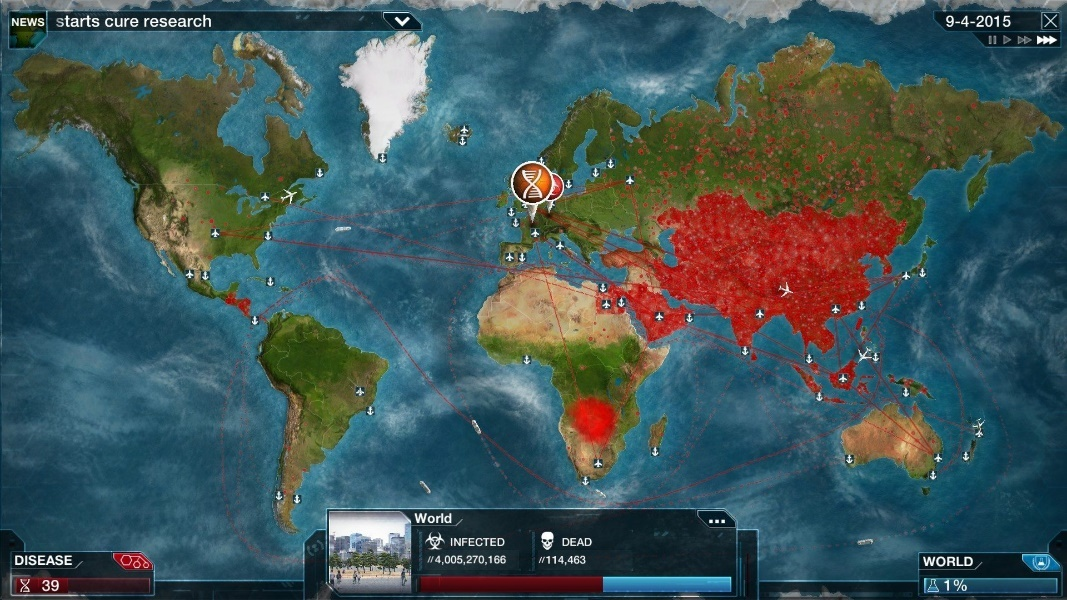 NEWS
starts cure research
9-4-2015
World
INFECTED
DEAD
//4,005,270,166
//114,463
DISEASE
39
WORLD
1%